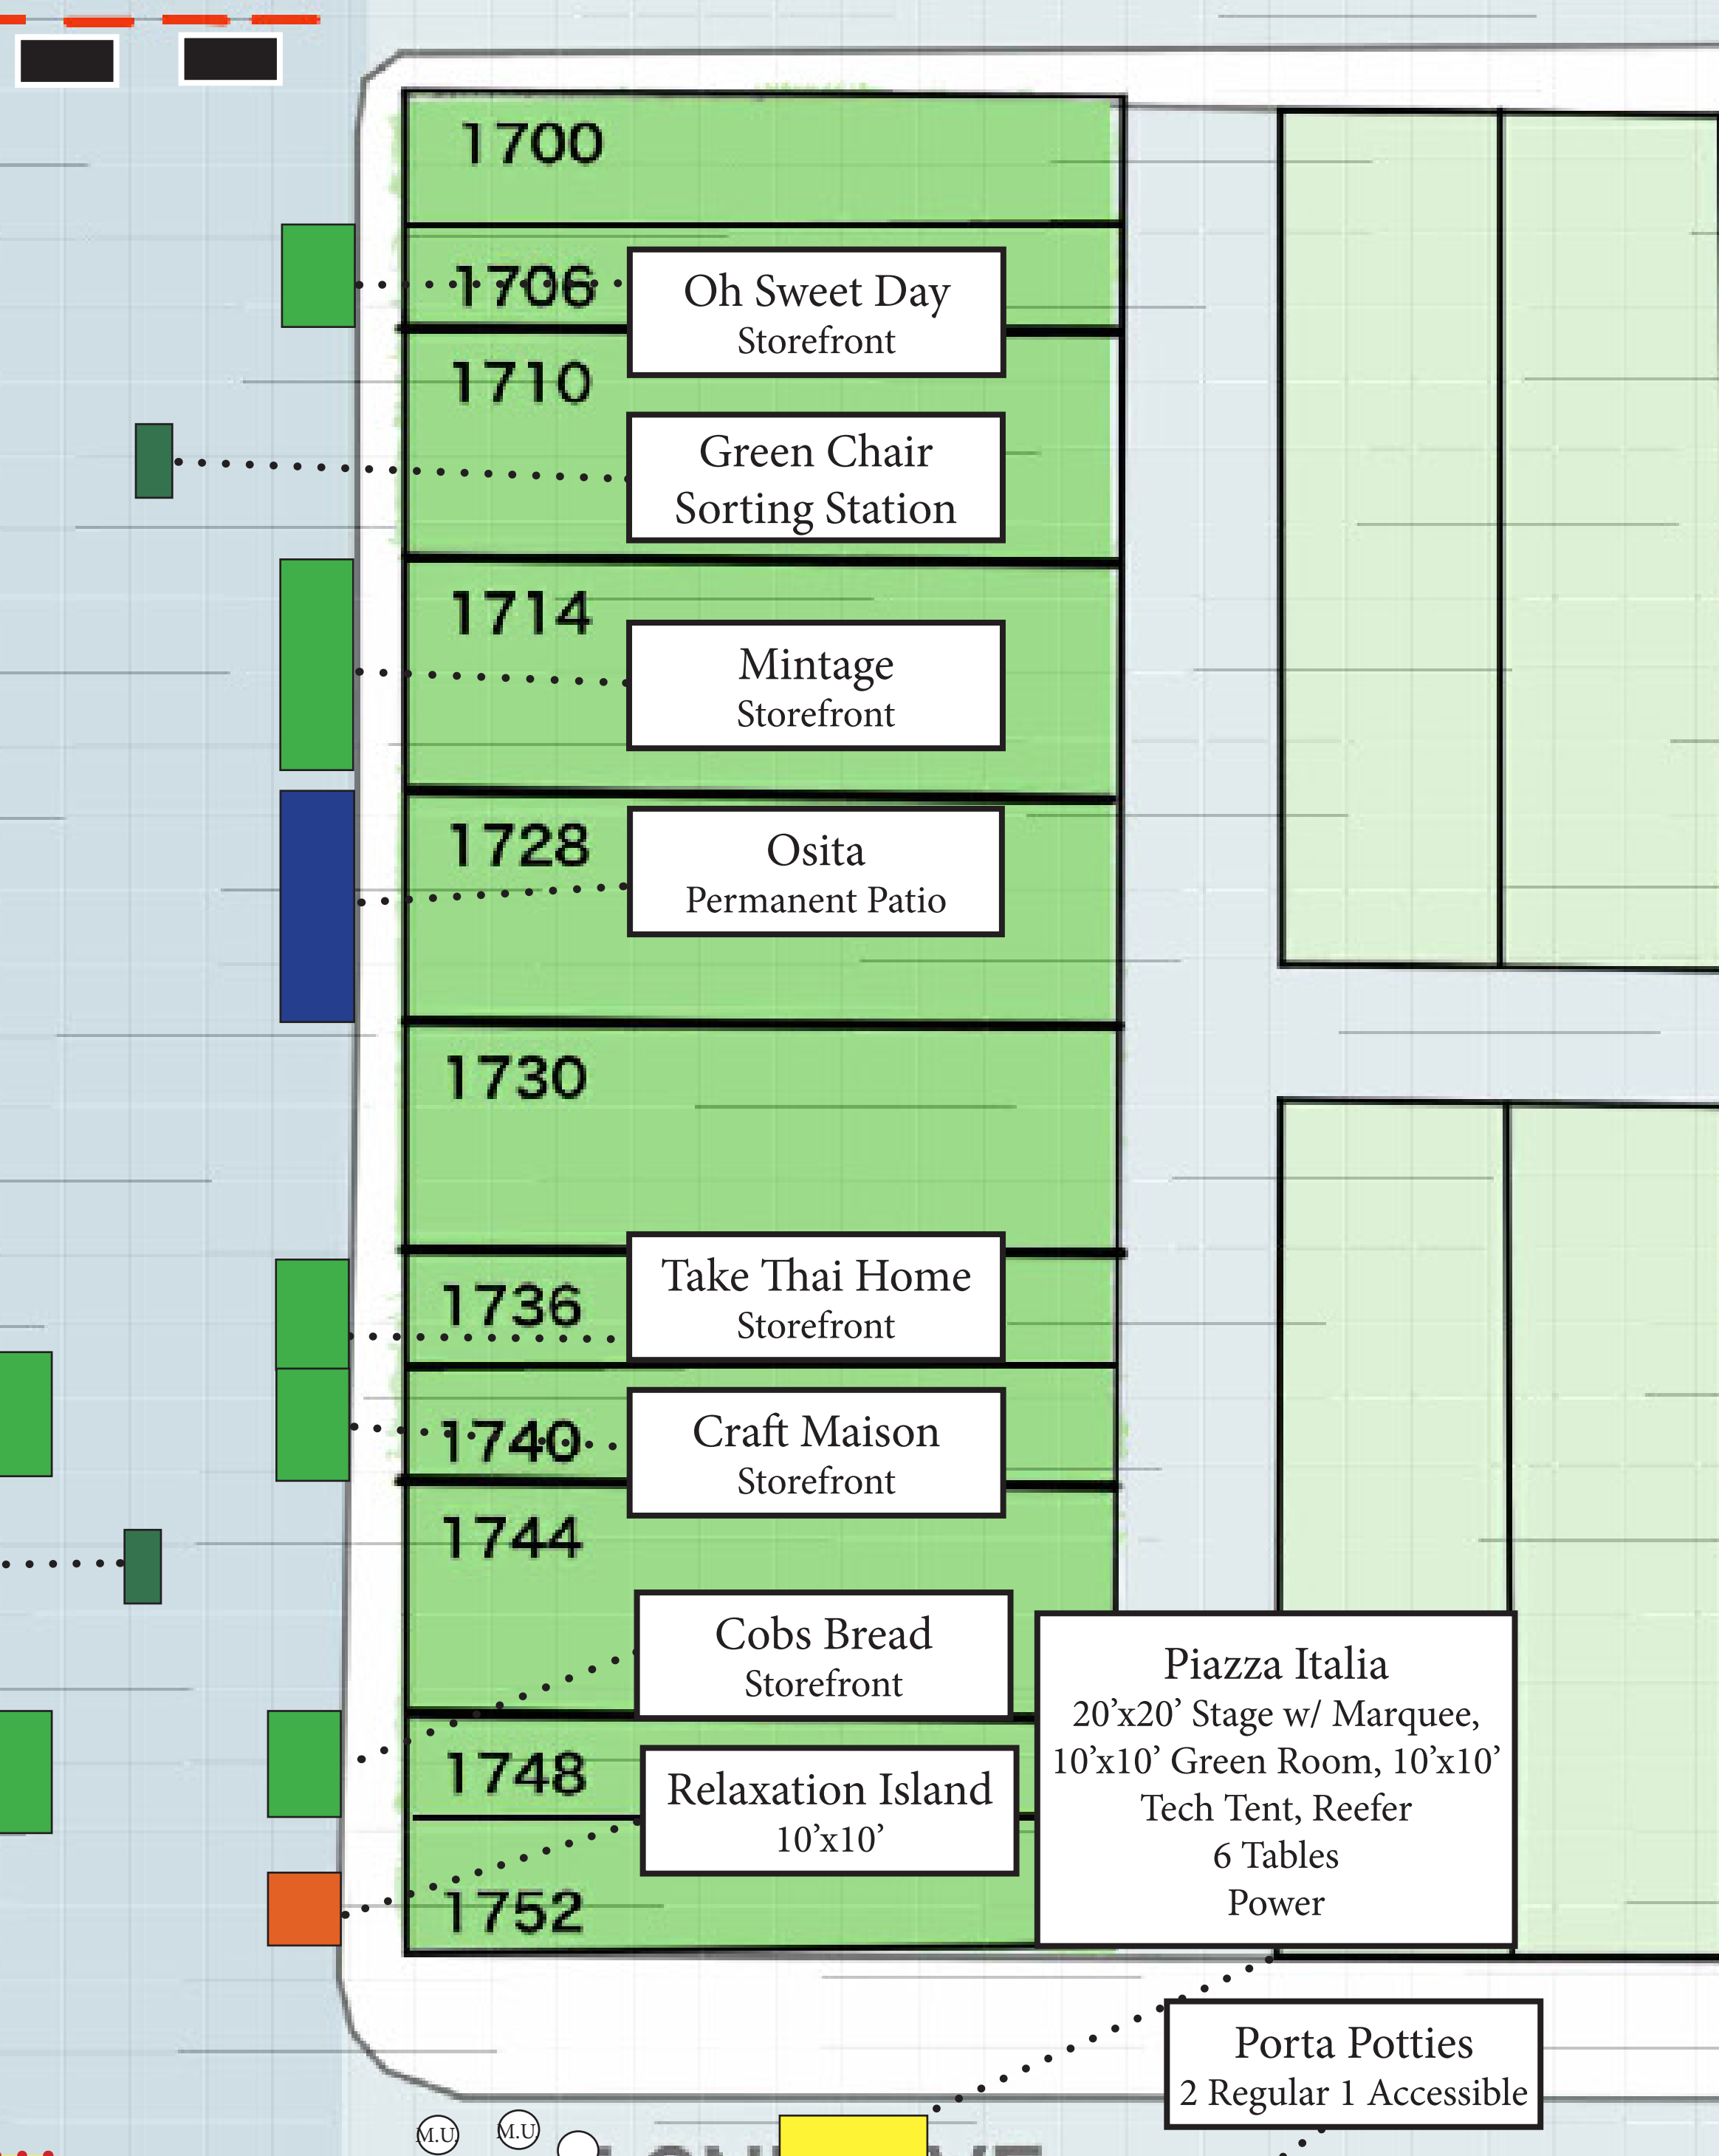 1700
1706
Oh Sweet Day
Storefront
1710
Green Chair
Sorting Station
1714
Mintage
Storefront
1728
Osita
Permanent Patio
1730
1736
Take Thai Home
Storefront
1740
Craft Maison
Storefront
1744
Cobs Bread
Storefront
Piazza Italia
20’x20’ Stage w/ Marquee,
10’x10’ Green Room, 10’x10’
Tech Tent, Reefer
6 Tables
Power
1748
Relaxation Island
10’x10’
1752
Porta Potties
2 Regular 1 Accessible
M.U.
M.U.